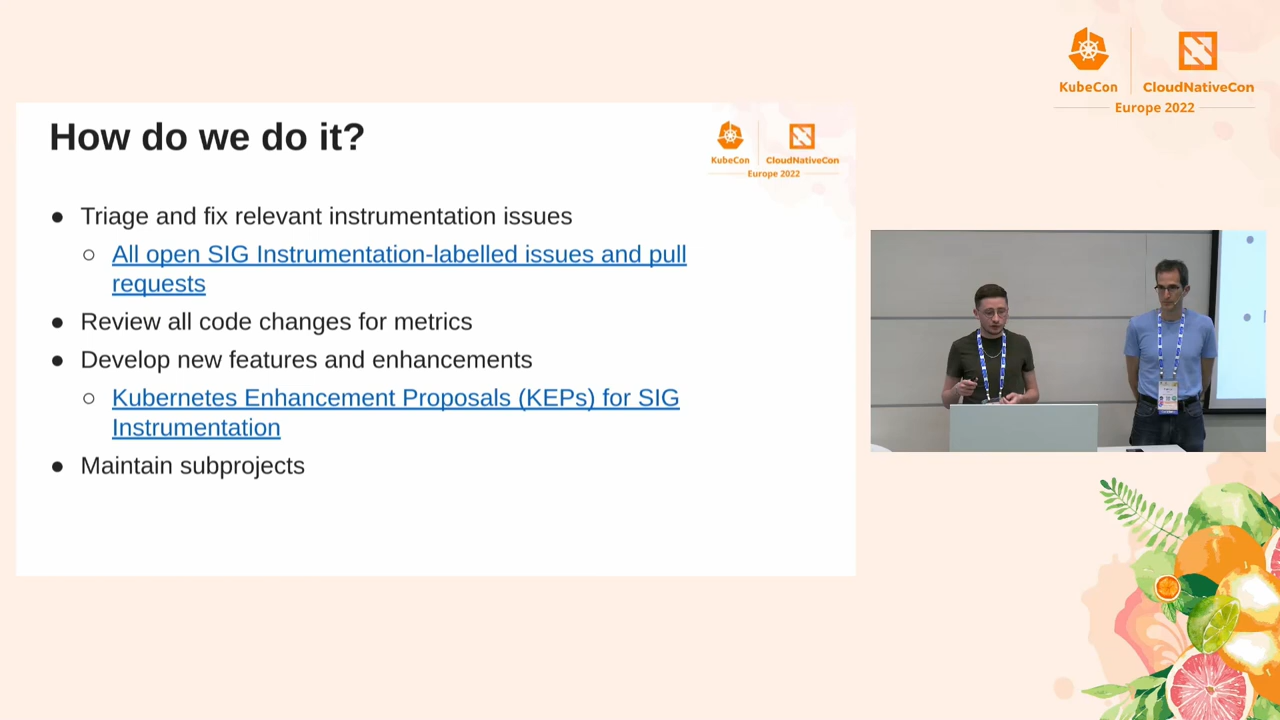 KubeCon
CloudNativeCon
Europe 2022
How do we do it?
KubeCon
CloudNativeCon
Europe 2022
● Triage and fix relevant instrumentation issues
○ All open SIG Instrumentation-labelled issues and pull
requests
● Review all code changes for metrics
● Develop new features and enhancements
○ Kubernetes Enhancement Proposals (KEPs) for SIG
Instrumentation
● Maintain subprojects